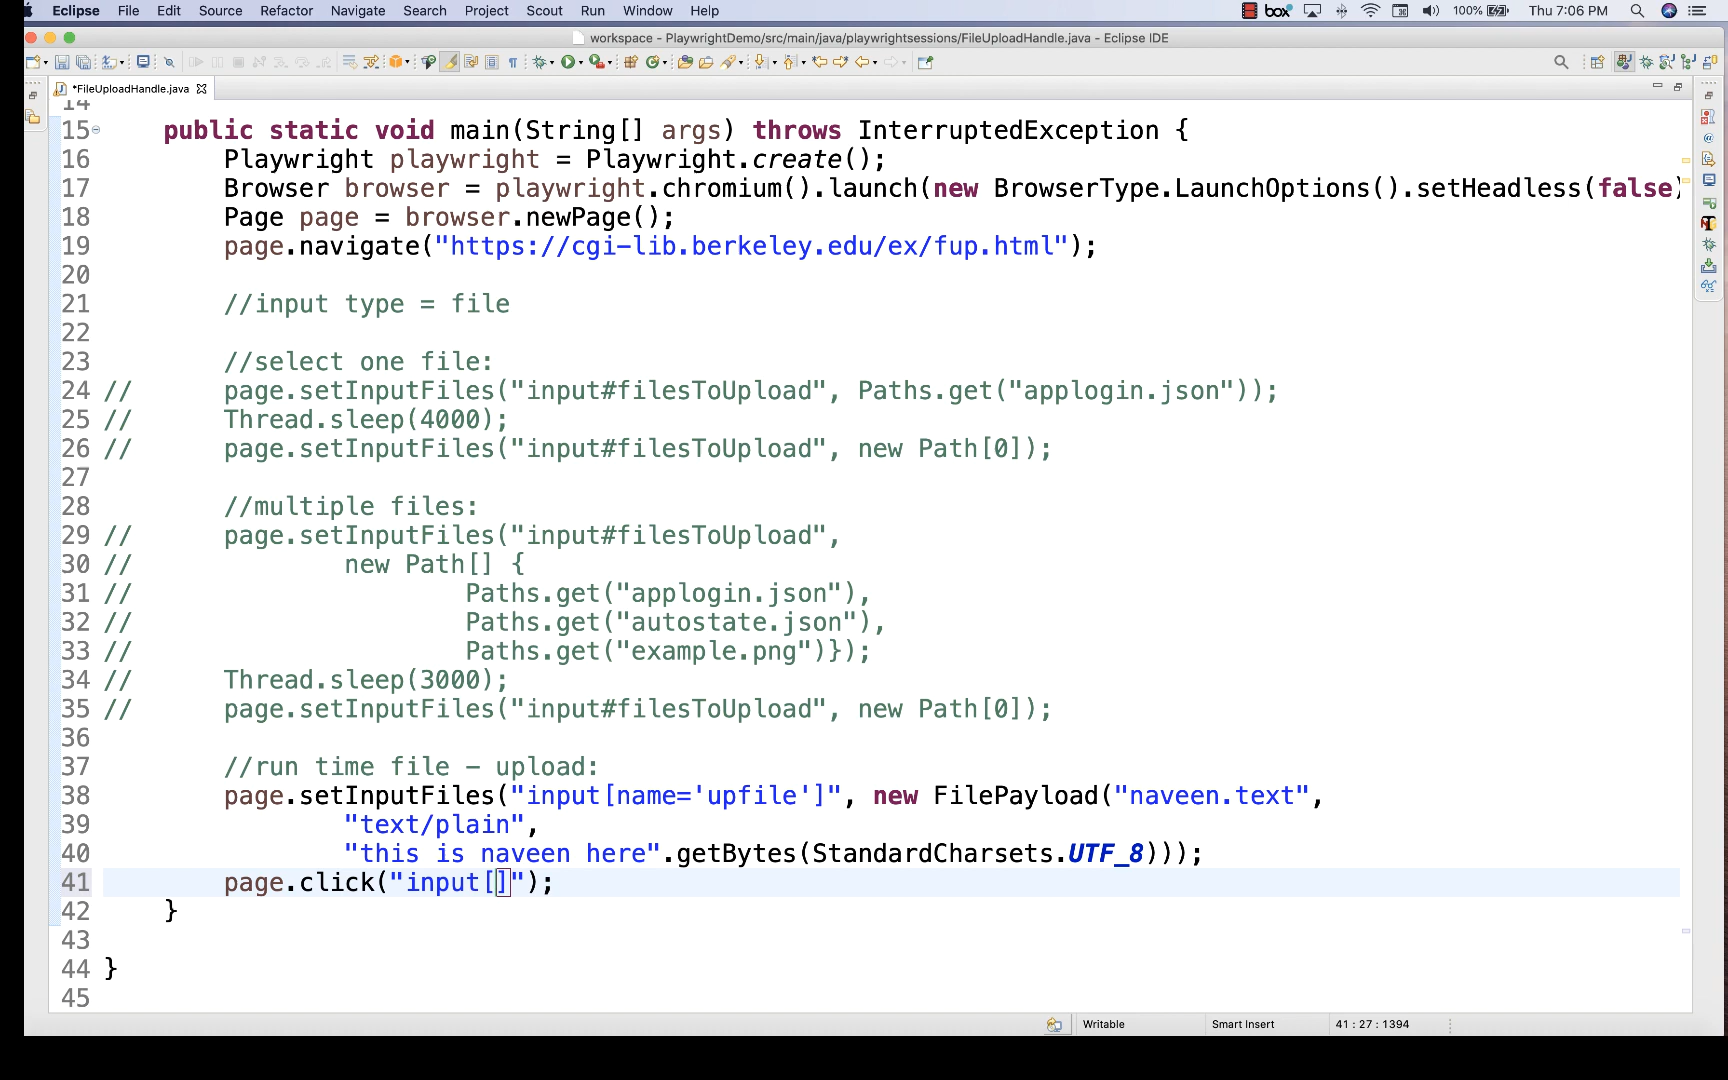 Eclipse File Edit Source Refactor Navigate Search Project Scout Run Window Help box 100% Thu 7:06 PM
workspace - PlaywrightDemo/src/main/java/playwrightsessions/FileUploadHandle.java - Eclipse IDE
*FileUploadHandle.java
14
15 public static void main(String[] args) throws InterruptedException {
16 Playwright playwright = Playwright.create();
17 Browser browser = playwright.chromium().launch(new BrowserType.LaunchOptions().setHeadless(false)
18 Page page = browser.newPage();
19 page.navigate("https://cgi-lib.berkeley.edu/ex/fup.html");
20
21 //input type = file
22
23 //select one file:
24 // page.setInputFiles("input#filesToUpload", Paths.get("applogin.json"));
25 // Thread.sleep(4000);
26 // page.setInputFiles("input#filesToUpload", new Path[0]);
27
28 //multiple files:
29 // page.setInputFiles("input#filesToUpload",
30 // new Path[] {
31 // Paths.get("applogin.json"),
32 // Paths.get("autostate.json"),
33 // Paths.get("example.png")});
34 // Thread.sleep(3000);
35 // page.setInputFiles("input#filesToUpload", new Path[0]);
36
37 //run time file - upload:
38 page.setInputFiles("input[name='upfile']", new FilePayload("naveen.text",
39 "text/plain",
40 "this is naveen here".getBytes(StandardCharsets.UTF_8)));
41 page.click("input[]");
42 }
43
44 }
45
Writable Smart Insert 41 : 27 : 1394